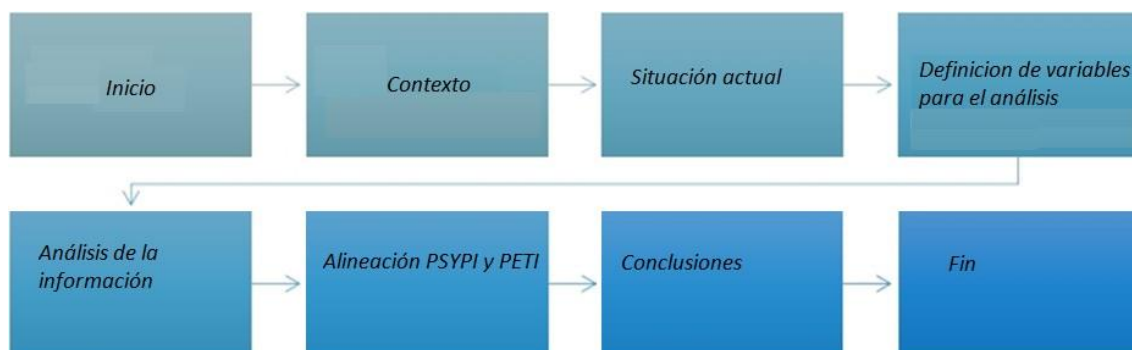 Inicio
Contexto
Situación actual
Definicion de variables
para el análisis
Análisis de la
información
Alineación PSYPI y PETI
Conclusiones
Fin